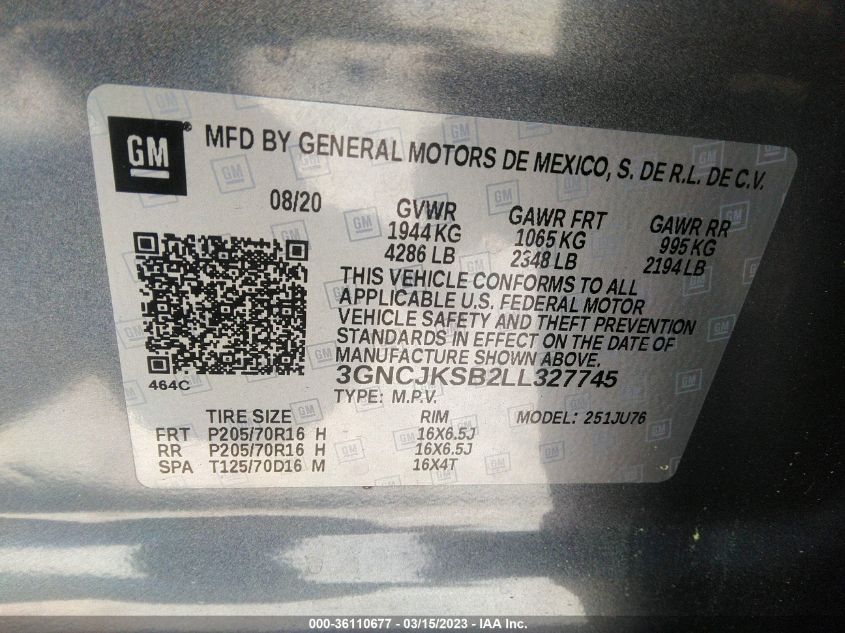 GM
MFD BY GENERAL MOTORS DE MEXICO, S. DE R.L. DE C.V.
08/20
GVWR GAWR FRT GAWR RR
1944 KG 1065 KG 995 KG
4286 LB 2348 LB 2194 LB
THIS VEHICLE CONFORMS TO ALL
APPLICABLE U.S. FEDERAL MOTOR
VEHICLE SAFETY AND THEFT PREVENTION
STANDARDS IN EFFECT ON THE DATE OF
MANUFACTURE SHOWN ABOVE.
464C
3GNCJKSB2LL327745
TYPE: M.P.V.
TIRE SIZE RIM MODEL: 251JU76
FRT P205/70R16 H 16X6.5J
RR P205/70R16 H 16X6.5J
SPA T125/70D16 M 16X4T
000-36110677 - 03/15/2023 - IAA Inc.